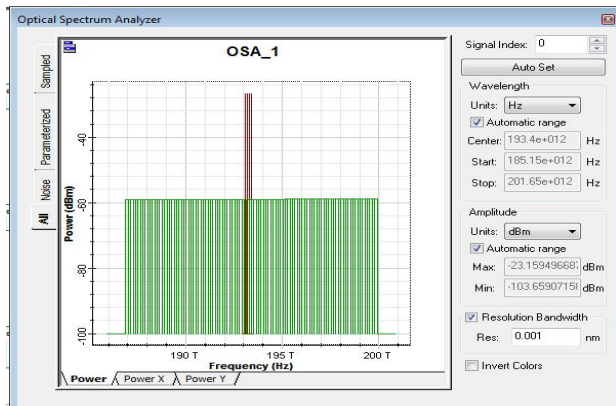 Optical Spectrum Analyzer
OSA_1
Sampled
Parameterized
Noise
All
Power (dBm)
-40
-60
-80
-100
190 T
195 T
200 T
Frequency (Hz)
Power
Power X
Power Y
Signal Index: 0
Auto Set
Wavelength
Units: Hz
Automatic range
Center: 193.4e+012 Hz
Start: 185.15e+012 Hz
Stop: 201.65e+012 Hz
Amplitude
Units: dBm
Automatic range
Max: -23.15949668 dBm
Min: -103.65907158 dBm
Resolution Bandwidth
Res: 0.001 nm
Invert Colors